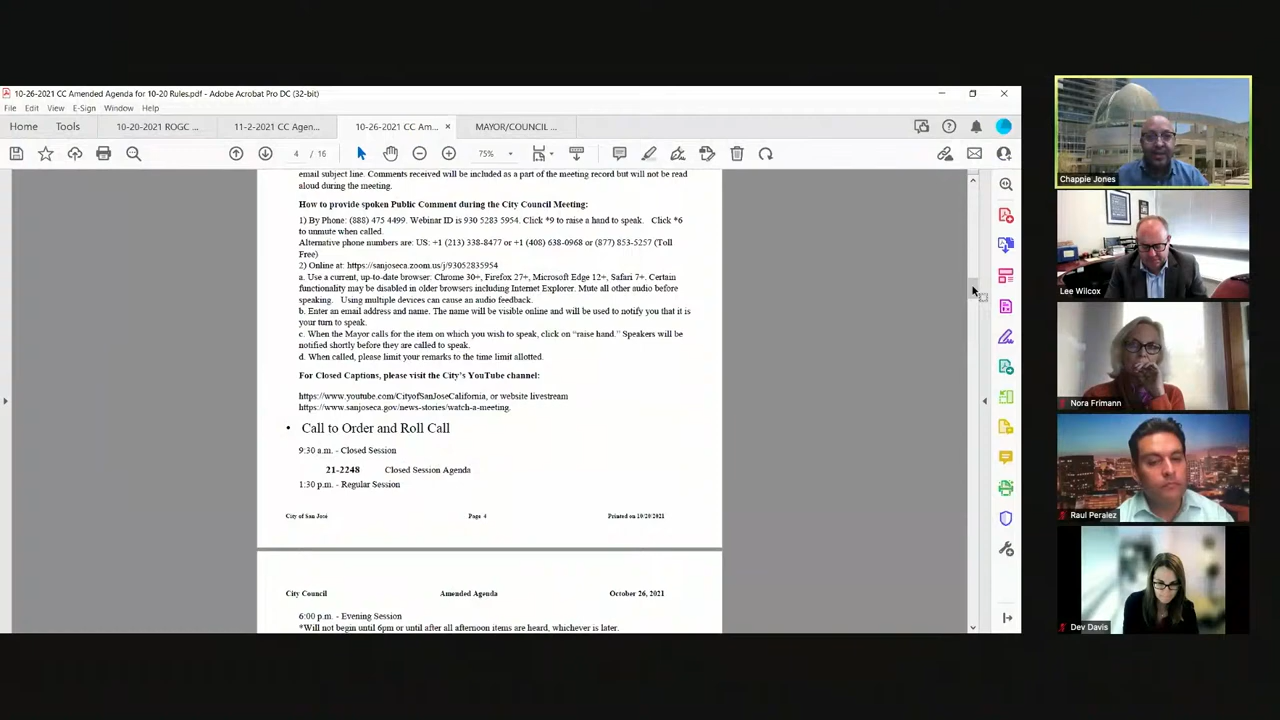 10-26-2021 CC Amended Agenda for 10-20 Rules.pdf - Adobe Acrobat Pro DC (32-bit)
File Edit View E-Sign Window Help
Home Tools 10-20-2021 ROGC ... 11-2-2021 CC Agen... 10-26-2021 CC Am... × MAYOR/COUNCIL ...
4 / 16 75%
email subject line. Comments received will be included as a part of the meeting record but will not be read
aloud during the meeting.
How to provide spoken Public Comment during the City Council Meeting:
1) By Phone: (888) 475 4499. Webinar ID is 930 5283 5954. Click *9 to raise a hand to speak. Click *6
to unmute when called.
Alternative phone numbers are: US: +1 (213) 338-8477 or +1 (408) 638-0968 or (877) 853-5257 (Toll
Free)
2) Online at: https://sanjoseca.zoom.us/j/93052835954
a. Use a current, up-to-date browser: Chrome 30+, Firefox 27+, Microsoft Edge 12+, Safari 7+. Certain
functionality may be disabled in older browsers including Internet Explorer. Mute all other audio before
speaking. Using multiple devices can cause an audio feedback.
b. Enter an email address and name. The name will be visible online and will be used to notify you that it is
your turn to speak.
c. When the Mayor calls for the item on which you wish to speak, click on “raise hand.” Speakers will be
notified shortly before they are called to speak.
d. When called, please limit your remarks to the time limit allotted.
For Closed Captions, please visit the City’s YouTube channel:
https://www.youtube.com/CityofSanJoseCalifornia, or website livestream
https://www.sanjoseca.gov/news-stories/watch-a-meeting.
• Call to Order and Roll Call
9:30 a.m. - Closed Session
21-2248 Closed Session Agenda
1:30 p.m. - Regular Session
City of San José Page 4 Printed on 10/20/2021
City Council Amended Agenda October 26, 2021
6:00 p.m. - Evening Session
*Will not begin until 6pm or until after all afternoon items are heard, whichever is later.
Chappie Jones
Lee Wilcox
Nora Frimann
Raul Peralez
Dev Davis